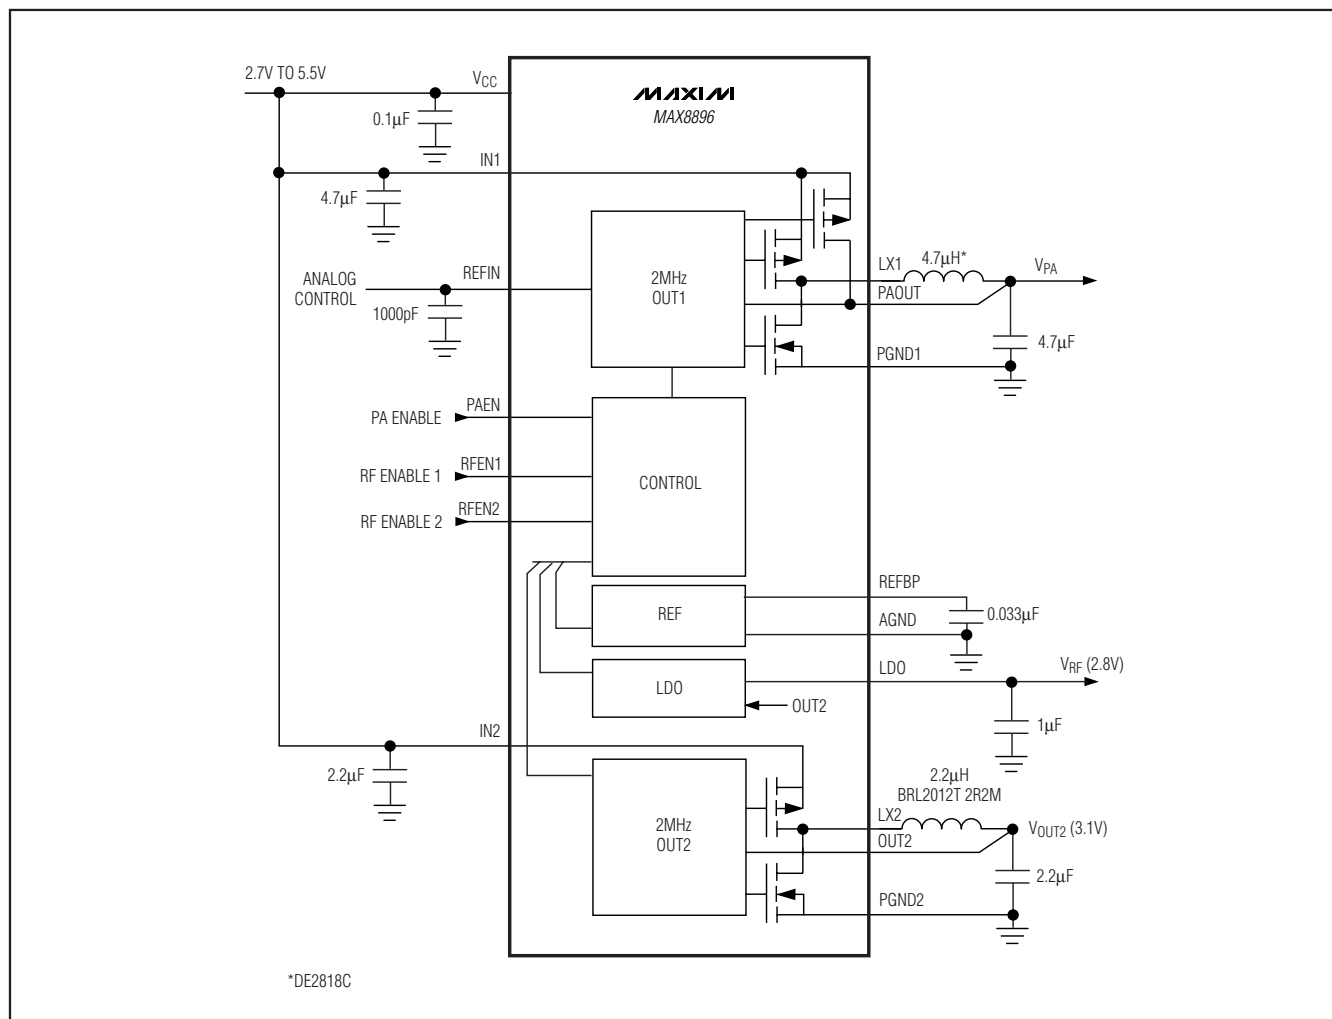 2.7V TO 5.5V
VCC
MAXIM
MAX8896
0.1μF
IN1
4.7μF
2MHz
OUT1
LX1
4.7μH*
VPA
PAOUT
ANALOG
CONTROL
REFIN
1000pF
4.7μF
PGND1
PA ENABLE
PAEN
RF ENABLE 1
RFEN1
CONTROL
RF ENABLE 2
RFEN2
REF
REFBP
0.033μF
AGND
LDO
LDO
VRF (2.8V)
OUT2
1μF
IN2
2.2μF
2MHz
OUT2
2.2μH
BRL2012T 2R2M
LX2
OUT2
VOUT2 (3.1V)
2.2μF
PGND2
*DE2818C